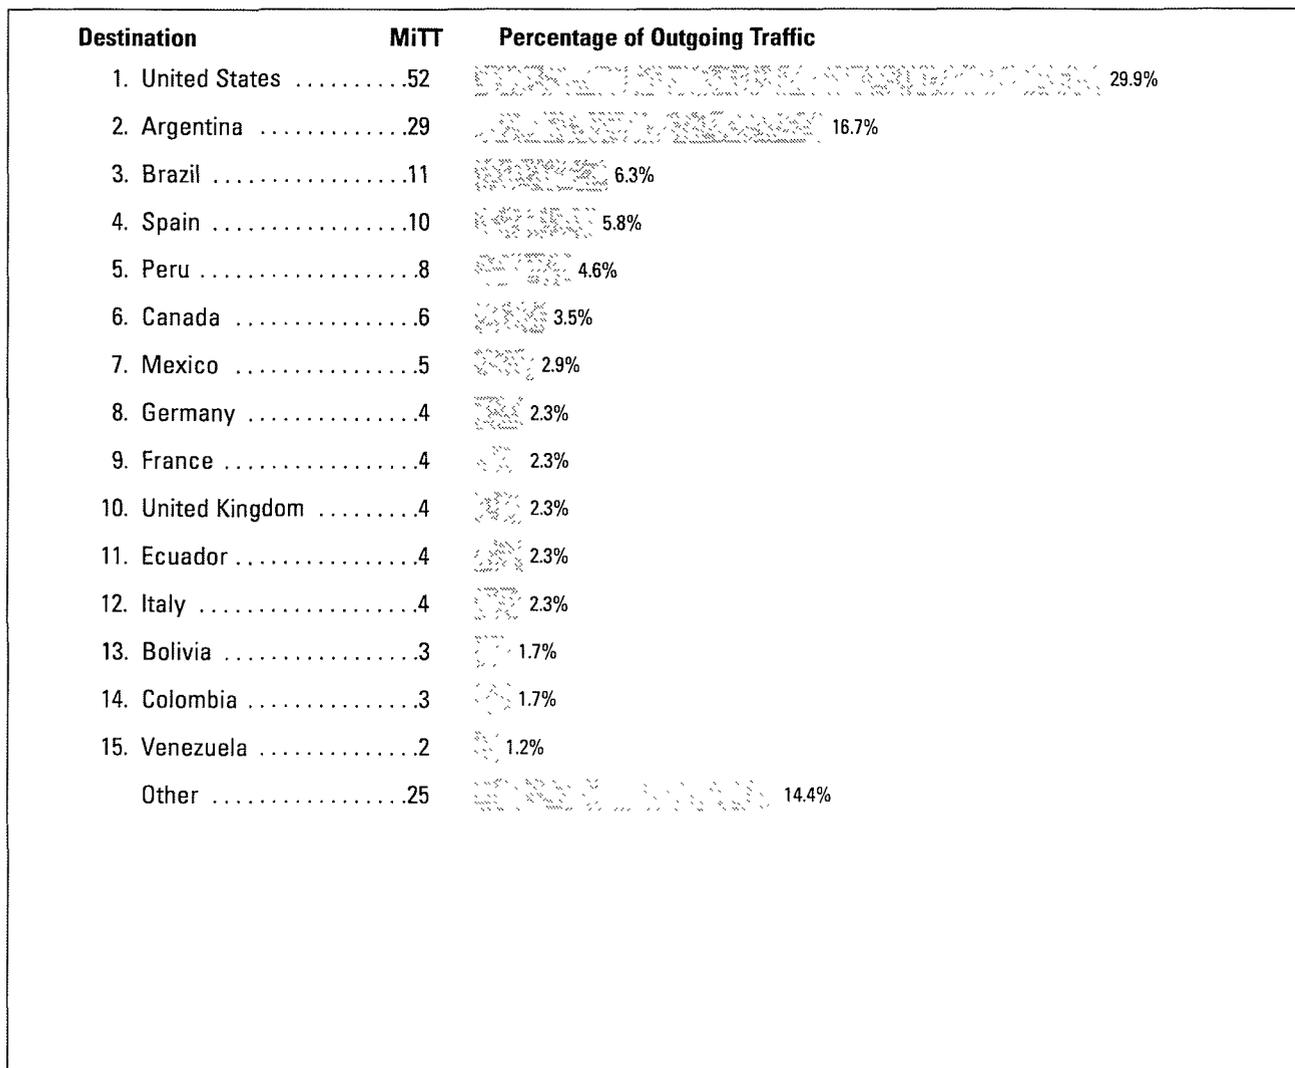 Destination MiTT Percentage of Outgoing Traffic
1. United States ..........52 29.9%
2. Argentina .............29 16.7%
3. Brazil .................11 6.3%
4. Spain .................10 5.8%
5. Peru ...................8 4.6%
6. Canada ................6 3.5%
7. Mexico ................5 2.9%
8. Germany ...............4 2.3%
9. France .................4 2.3%
10. United Kingdom .........4 2.3%
11. Ecuador ................4 2.3%
12. Italy ...................4 2.3%
13. Bolivia .................3 1.7%
14. Colombia ...............3 1.7%
15. Venezuela ..............2 1.2%
Other .................25 14.4%